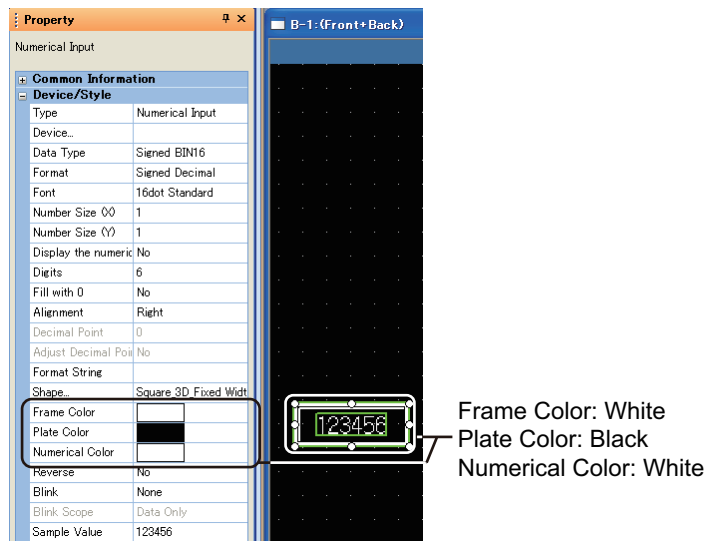 Property
Numerical Input
Common Information
Device/Style
Type Numerical Input
Device...
Data Type Signed BIN16
Format Signed Decimal
Font 16dot Standard
Number Size (X) 1
Number Size (Y) 1
Display the numeric No
Digits 6
Fill with 0 No
Alignment Right
Decimal Point 0
Adjust Decimal Poi No
Format String
Shape... Square_3D_Fixed Widt
Frame Color
Plate Color
Numerical Color
Reverse No
Blink None
Blink Scope Data Only
Sample Value 123456
B-1:(Front+Back)
123456
Frame Color: White
Plate Color: Black
Numerical Color: White